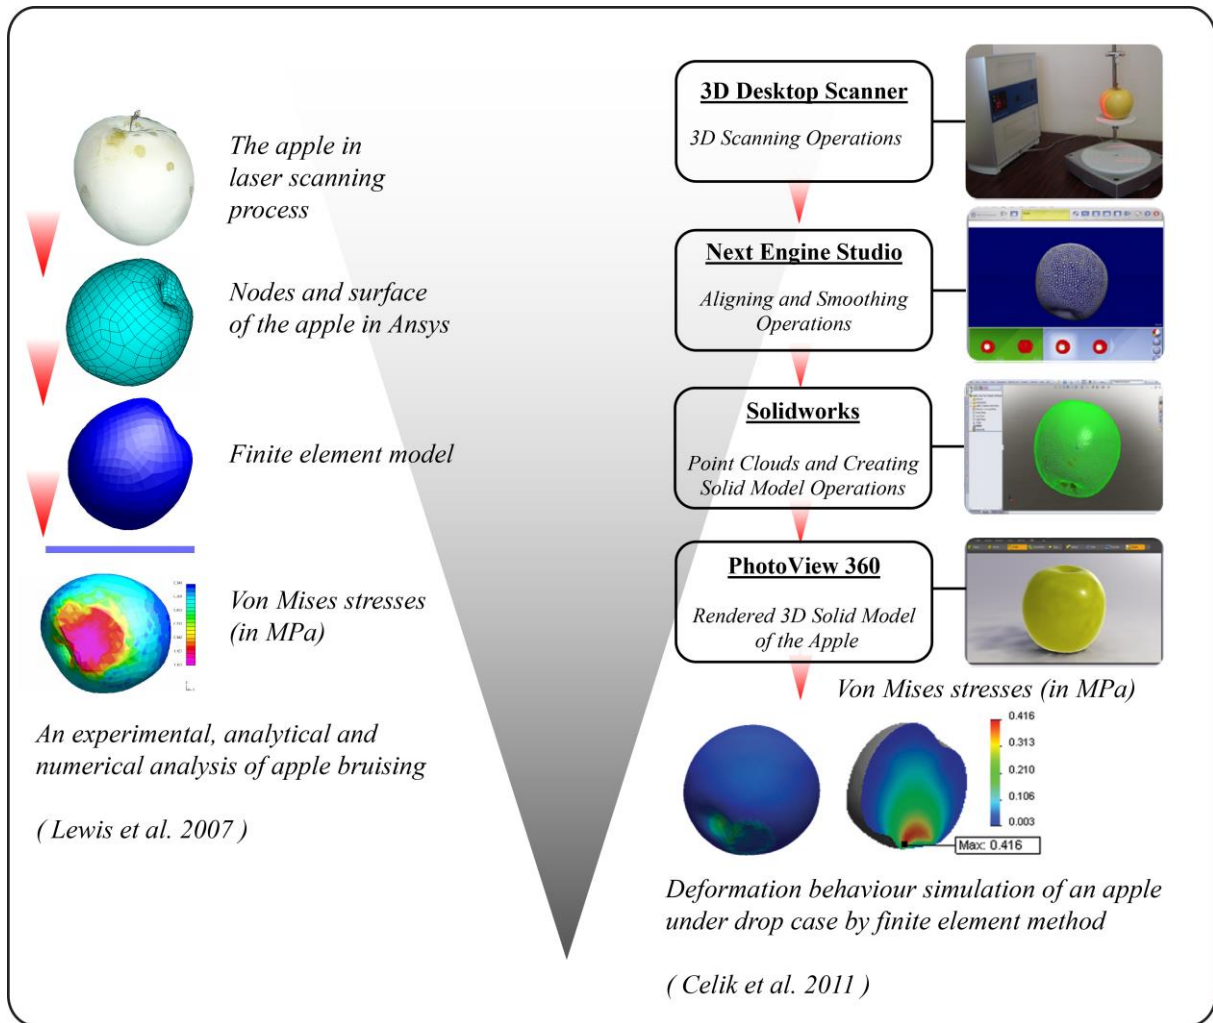 The apple in
laser scanning
process
Nodes and surface
of the apple in Ansys
Finite element model
Von Mises stresses
(in MPa)
An experimental, analytical and
numerical analysis of apple bruising
( Lewis et al. 2007 )
3D Desktop Scanner
3D Scanning Operations
Next Engine Studio
Aligning and Smoothing
Operations
Solidworks
Point Clouds and Creating
Solid Model Operations
PhotoView 360
Rendered 3D Solid Model
of the Apple
Von Mises stresses (in MPa)
0.416
0.313
0.210
0.106
0.003
Max: 0.416
Deformation behaviour simulation of an apple
under drop case by finite element method
( Celik et al. 2011 )